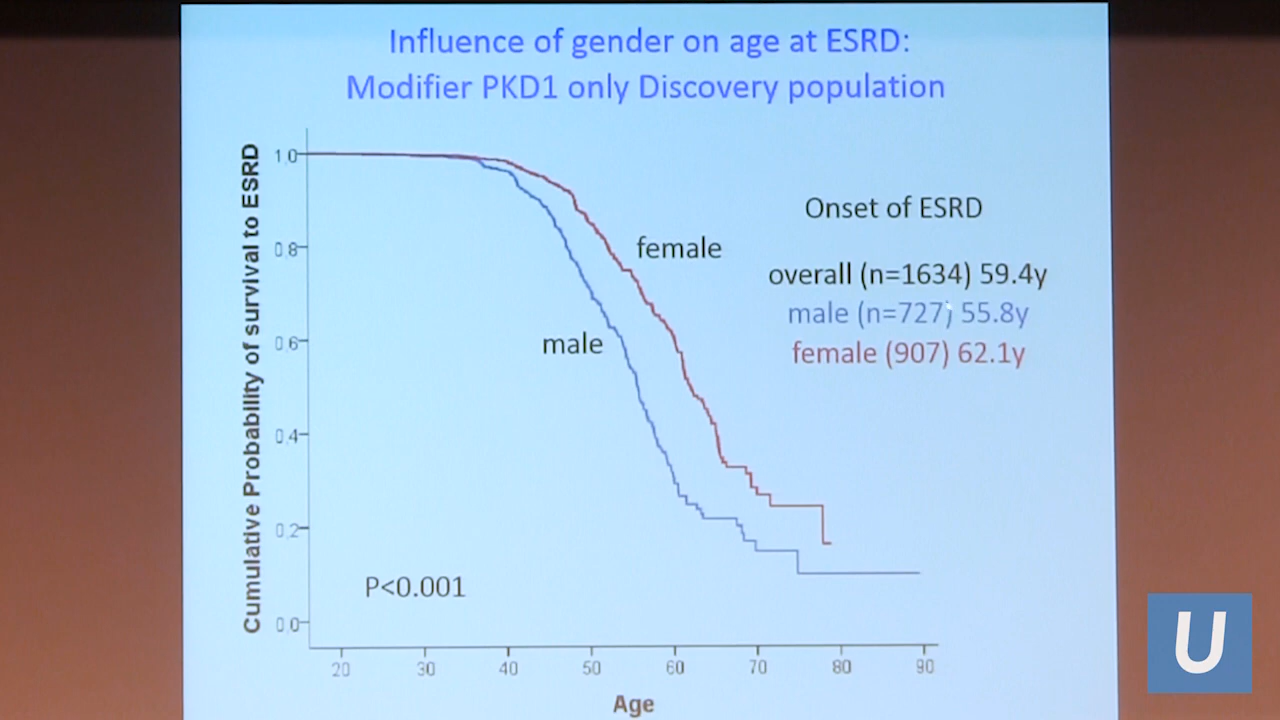 Influence of gender on age at ESRD:
Modifier PKD1 only Discovery population
Cumulative Probability of survival to ESRD
1.0
0.8
0.6
0.4
0.2
0.0
female
male
P<0.001
Onset of ESRD
overall (n=1634) 59.4y
male (n=727) 55.8y
female (907) 62.1y
20 30 40 50 60 70 80 90
Age
U